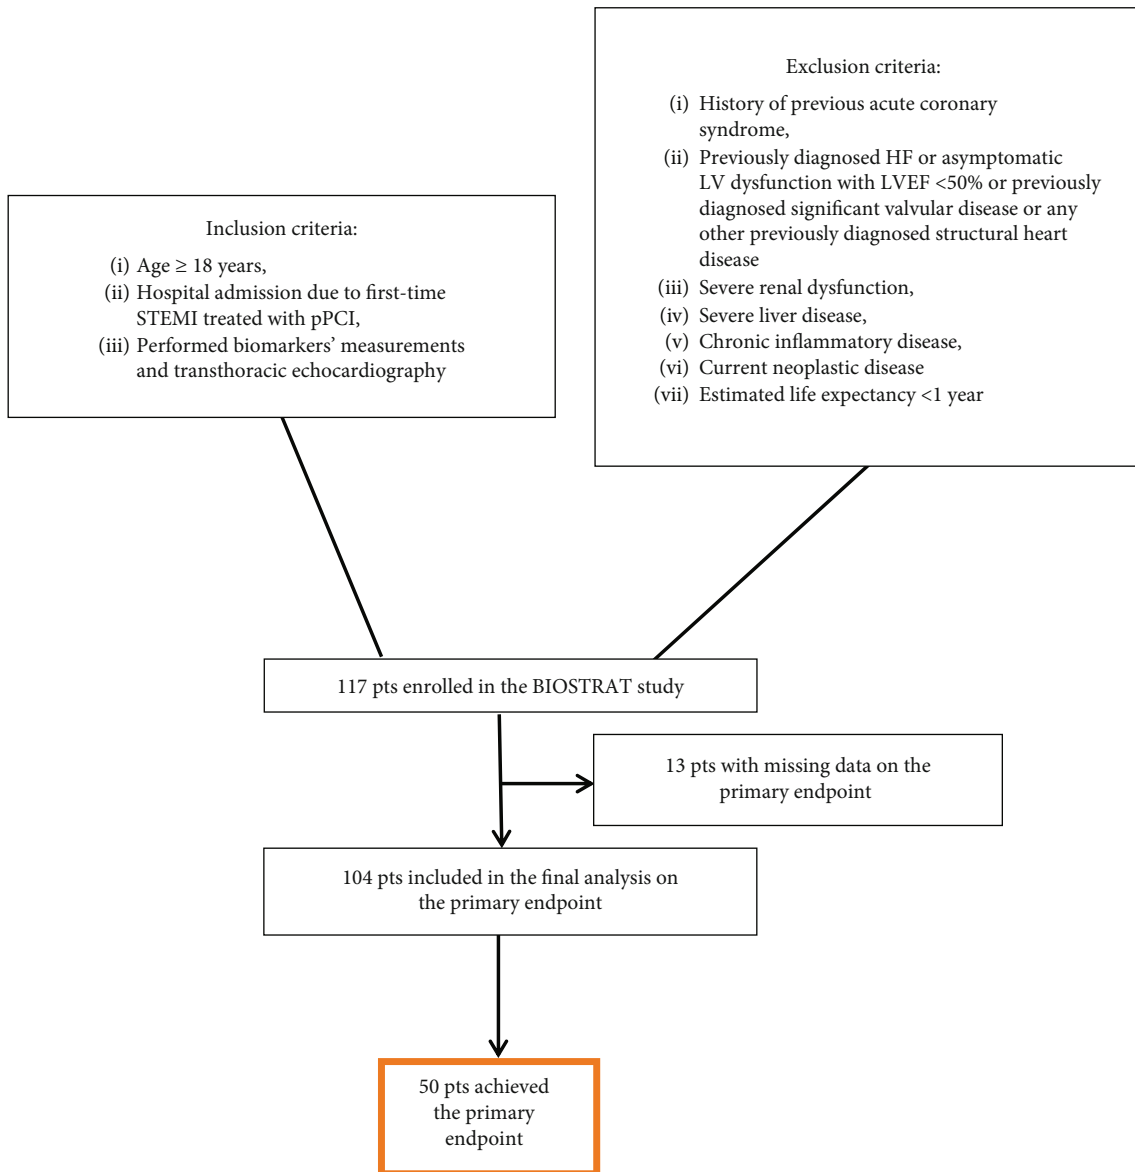 Inclusion criteria:
(i) Age ≥ 18 years,
(ii) Hospital admission due to first-time
STEMI treated with pPCI,
(iii) Performed biomarkers’ measurements
and transthoracic echocardiography
Exclusion criteria:
(i) History of previous acute coronary
syndrome,
(ii) Previously diagnosed HF or asymptomatic
LV dysfunction with LVEF <50% or previously
diagnosed significant valvular disease or any
other previously diagnosed structural heart
disease
(iii) Severe renal dysfunction,
(iv) Severe liver disease,
(v) Chronic inflammatory disease,
(vi) Current neoplastic disease
(vii) Estimated life expectancy <1 year
117 pts enrolled in the BIOSTRAT study
13 pts with missing data on the
primary endpoint
104 pts included in the final analysis on
the primary endpoint
50 pts achieved
the primary
endpoint